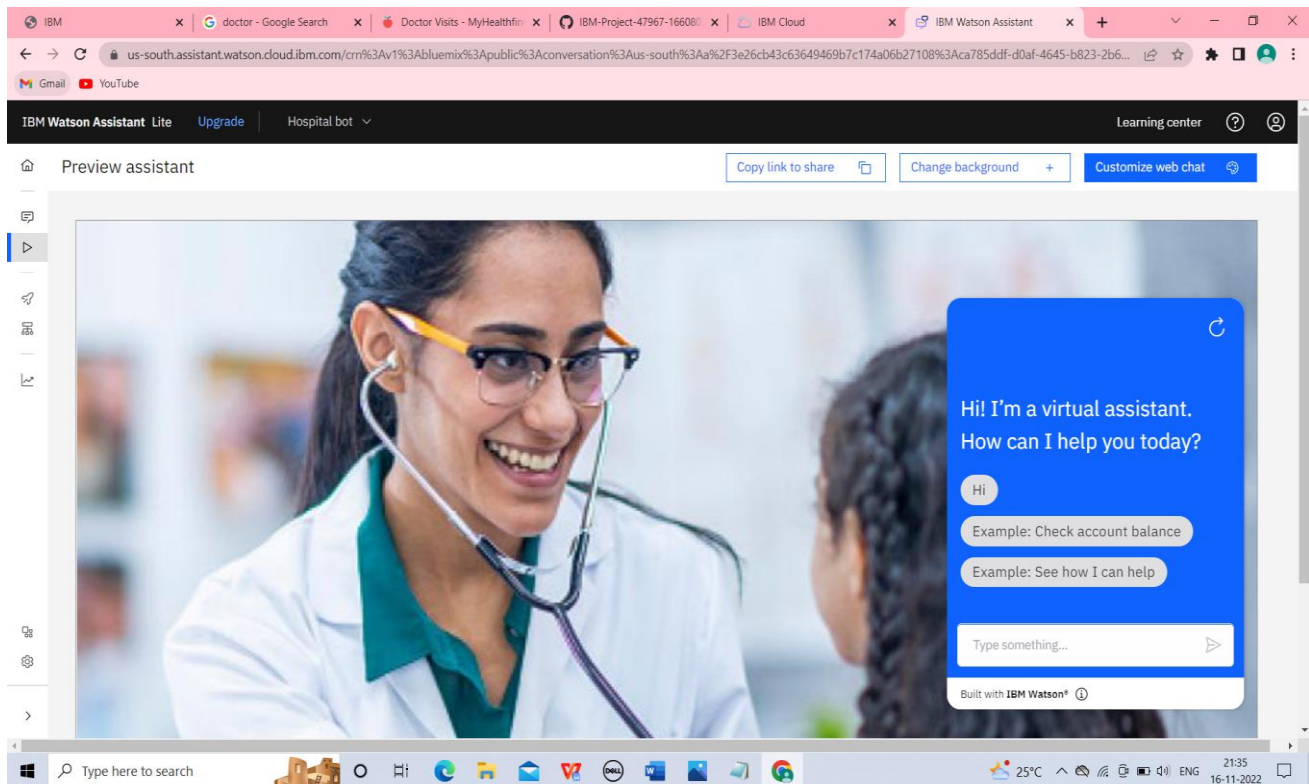 IBM
doctor - Google Search
Doctor Visits - MyHealthfin
IBM-Project-47967-166080
IBM Cloud
IBM Watson Assistant
us-south.assistant.watson.cloud.ibm.com/crn%3Av1%3Abluemix%3Apublic%3Aconversation%3Aus-south%3Aa%2F3e26cb43c63649469b7c174a06b27108%3Aca785ddf-d0af-4645-b823-2b6...
Gmail
YouTube
IBM Watson Assistant Lite
Upgrade
Hospital bot
Learning center
Preview assistant
Copy link to share
Change background +
Customize web chat
Hi! I'm a virtual assistant.
How can I help you today?
Hi
Example: Check account balance
Example: See how I can help
Type something...
Built with IBM Watson®
Type here to search
DELL
25°C
ENG
21:35
16-11-2022